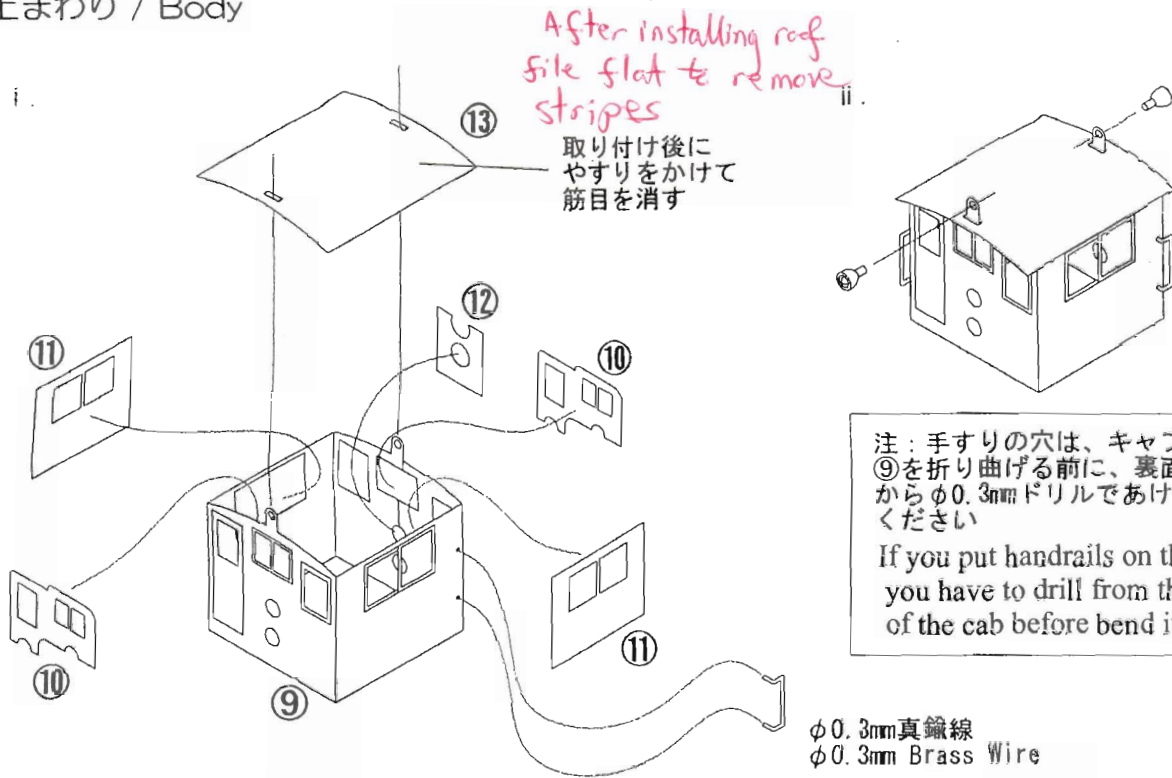 上まわり / Body
After installing roof
file flat to remove
stripes
i.
ii.
⑬
取り付け後に
やすりをかけて
筋目を消す
⑫
⑪
⑩
注：手すりの穴は、キャブ
⑨を折り曲げる前に、裏面
からφ0.3mmドリルであけ
ください
If you put handrails on th
you have to drill from th
of the cab before bend i
⑪
⑩
⑨
φ0.3mm真鍮線
φ0.3mm Brass Wire